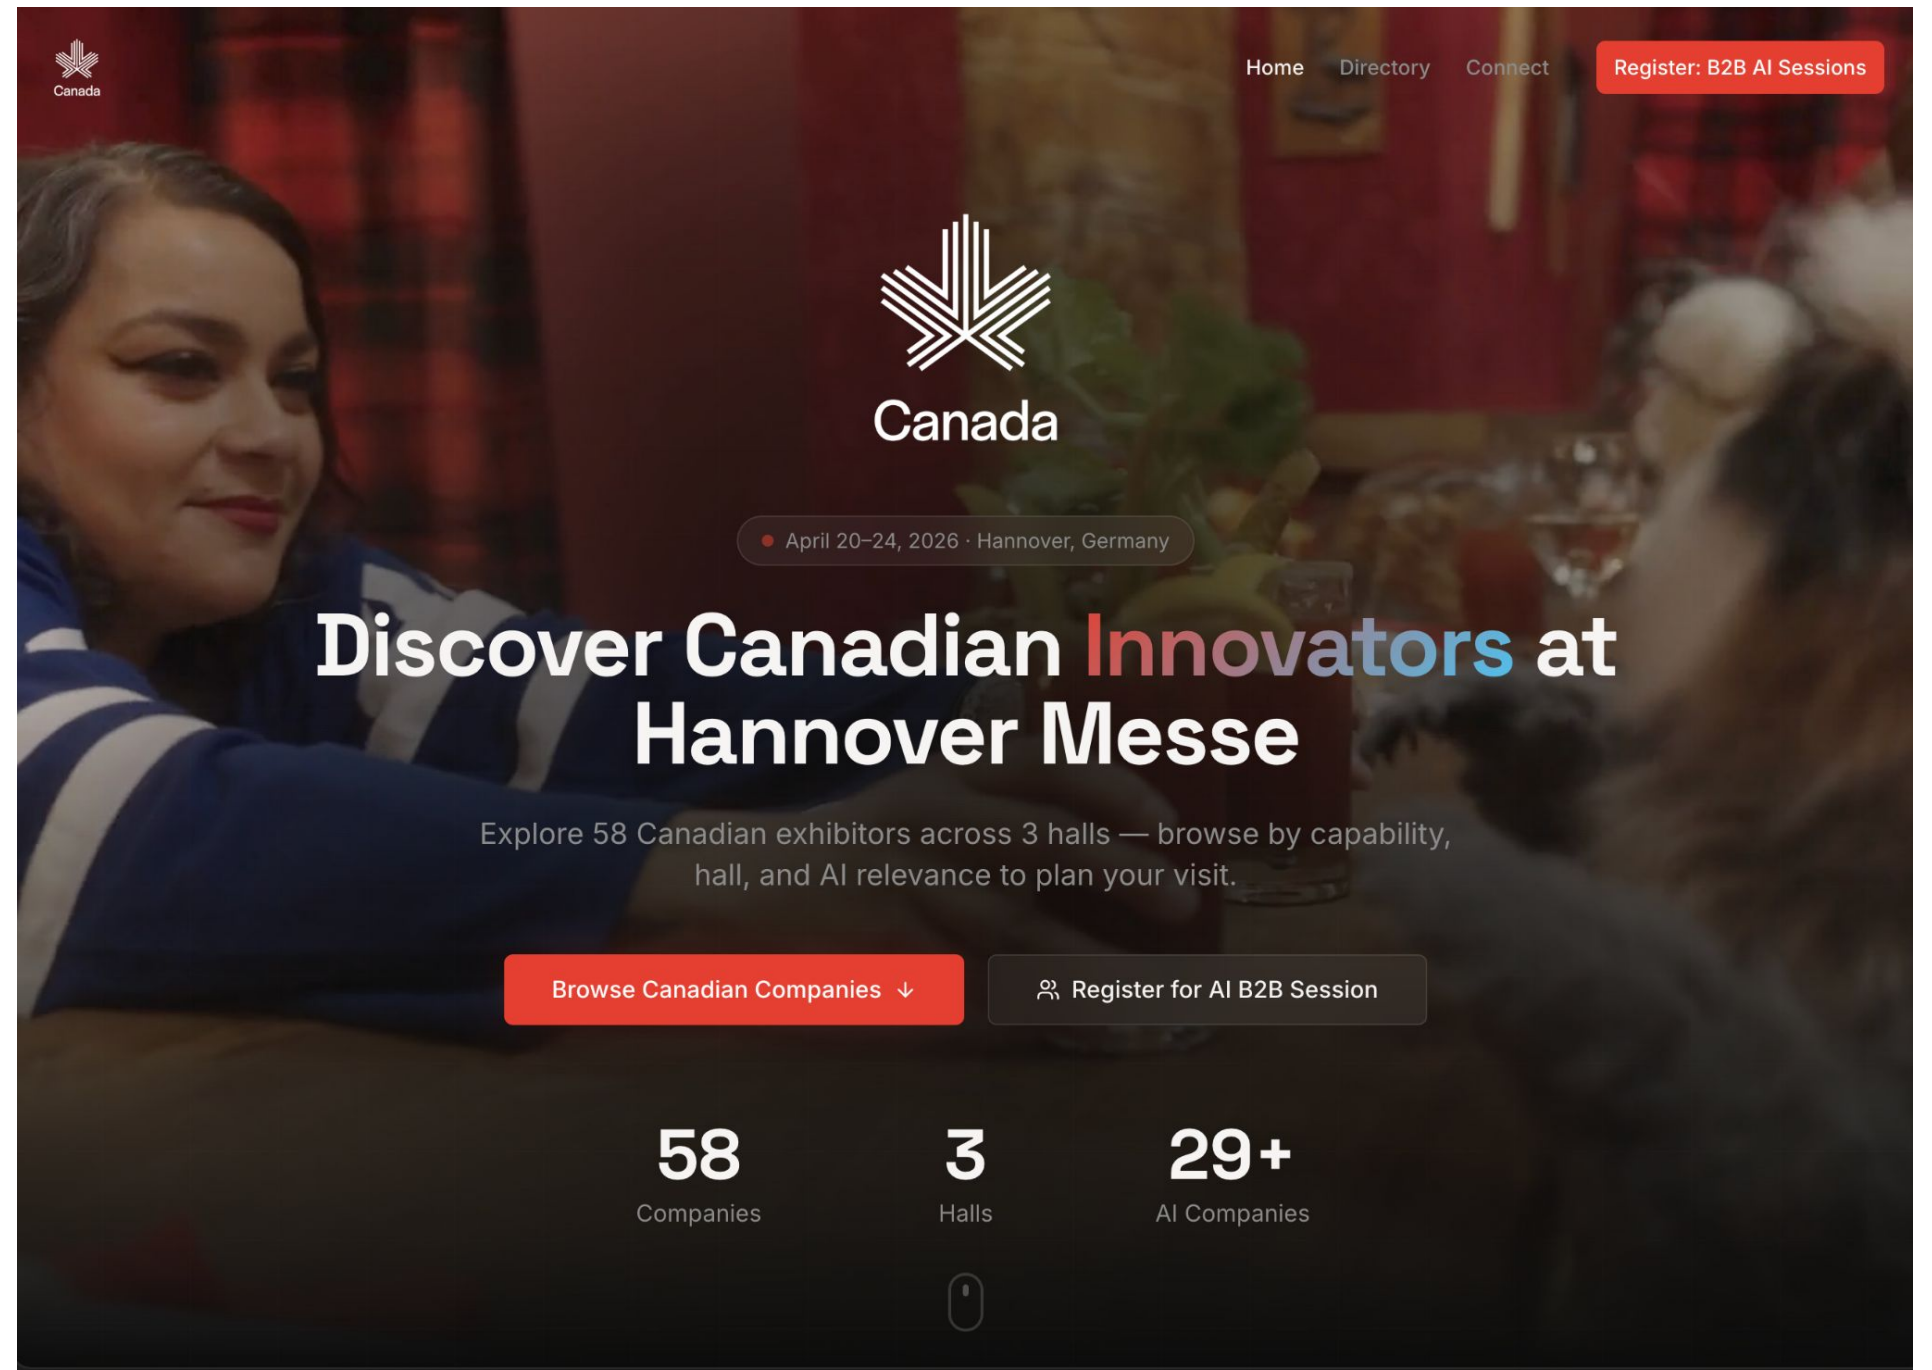 Canada
Home Directory Connect Register: B2B AI Sessions
Canada
April 20–24, 2026 · Hannover, Germany
Discover Canadian Innovators at
Hannover Messe
Explore 58 Canadian exhibitors across 3 halls — browse by capability,
hall, and AI relevance to plan your visit.
Browse Canadian Companies ↓ Register for AI B2B Session
58 3 29+
Companies Halls AI Companies